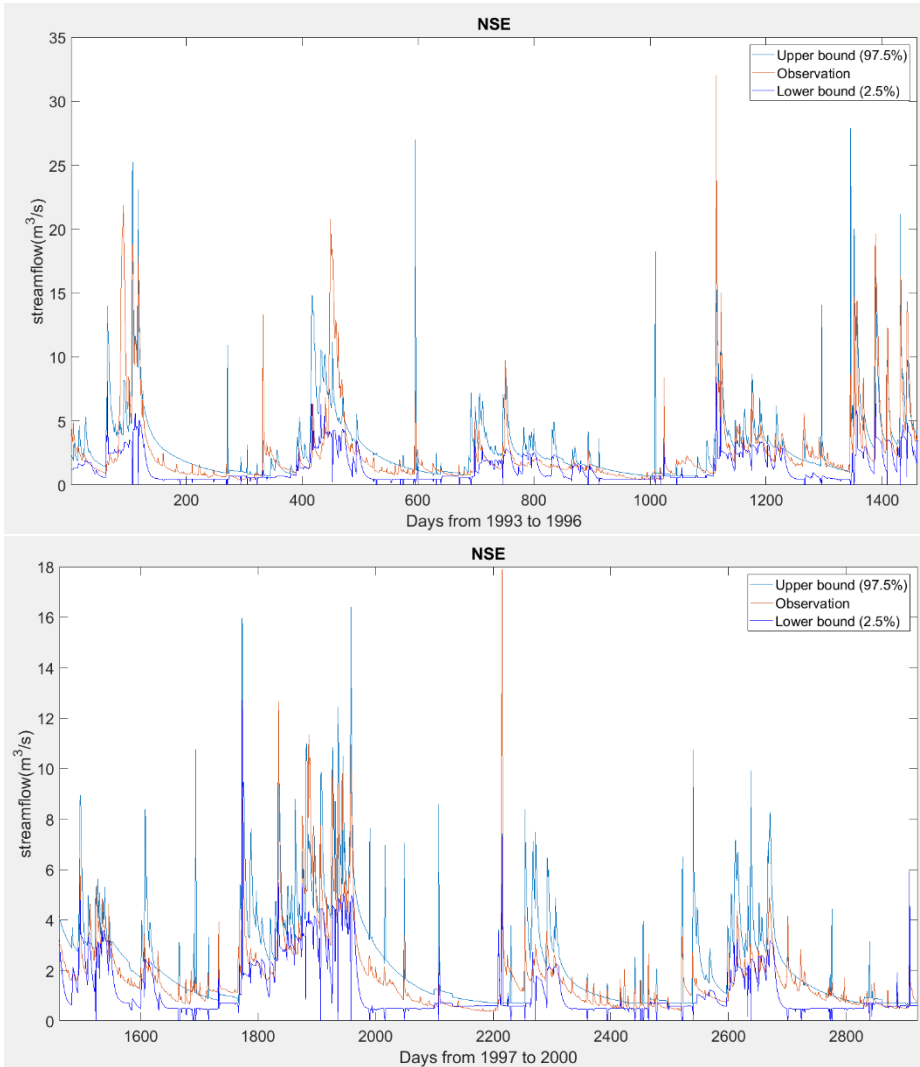 NSE
35
30
25
20
15
10
5
0
streamflow(m³/s)
Upper bound (97.5%)
Observation
Lower bound (2.5%)
200 400 600 800 1000 1200 1400
Days from 1993 to 1996
NSE
18
16
14
12
10
8
6
4
2
0
streamflow(m³/s)
Upper bound (97.5%)
Observation
Lower bound (2.5%)
1600 1800 2000 2200 2400 2600 2800
Days from 1997 to 2000